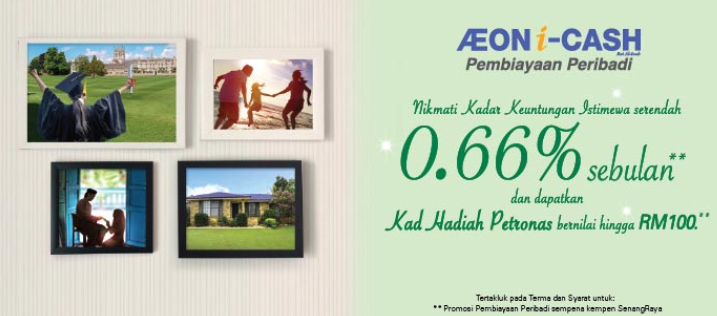 ÆON i-CASH
Pembiayaan Peribadi
Nikmati Kadar Keuntungan Istimewa serendah
0.66% sebulan**
dan dapatkan
Kad Hadiah Petronas bernilai hingga RM100.**
Tertakluk pada Terma dan Syarat untuk:
** Promosi Pembiayaan Peribadi sempena kempen SenangRaya